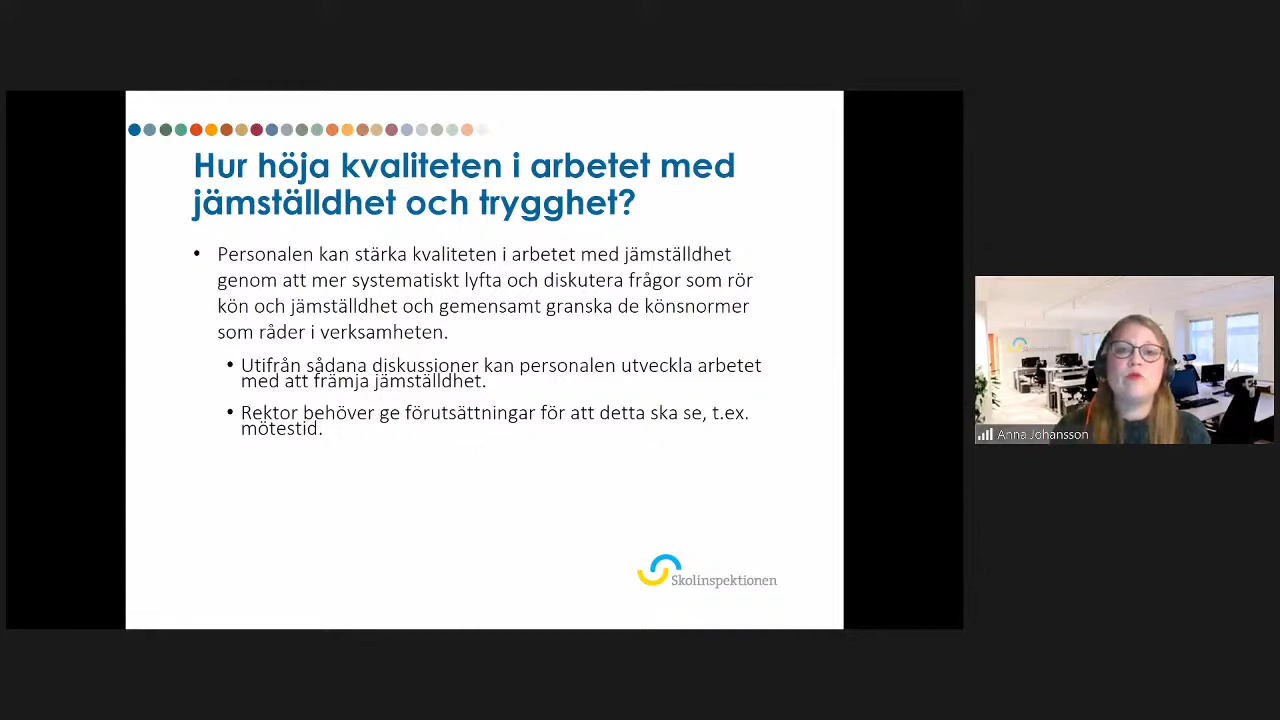 Hur höja kvaliteten i arbetet med
jämställdhet och trygghet?
• Personalen kan stärka kvaliteten i arbetet med jämställdhet
genom att mer systematiskt lyfta och diskutera frågor som rör
kön och jämställdhet och gemensamt granska de könsnormer
som råder i verksamheten.
• Utifrån sådana diskussioner kan personalen utveckla arbetet
med att främja jämställdhet.
• Rektor behöver ge förutsättningar för att detta ska se, t.ex.
mötestid.
Skolinspektionen
Skolinspektionen
Anna Johansson